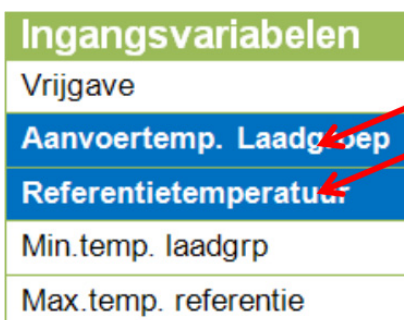 Ingangsvariabelen
Vrijgave
Aanvoertemp. Laadgroep
Referentietemperatuur
Min.temp. laadgrp
Max.temp. referentie